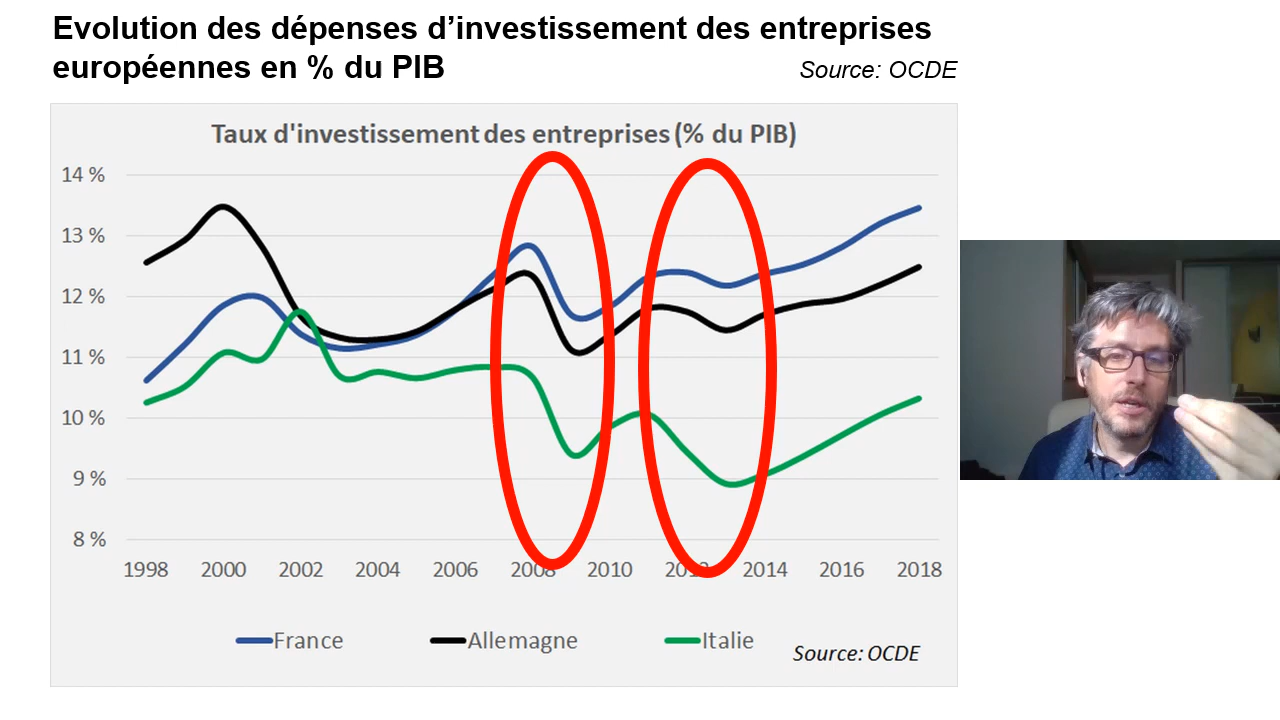 Evolution des dépenses d’investissement des entreprises
européennes en % du PIB
Source: OCDE
Taux d'investissement des entreprises (% du PIB)
14 %
13 %
12 %
11 %
10 %
9 %
8 %
1998 2000 2002 2004 2006 2008 2010 2012 2014 2016 2018
France Allemagne Italie
Source: OCDE